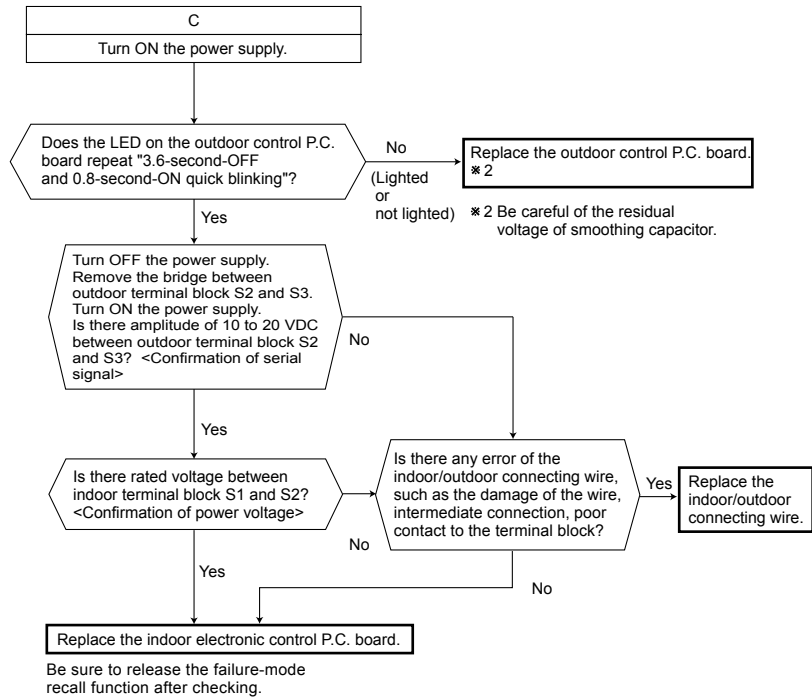 C
Turn ON the power supply.
Does the LED on the outdoor control P.C.
board repeat "3.6-second-OFF
and 0.8-second-ON quick blinking"?
No
(Lighted
or
not lighted)
Replace the outdoor control P.C. board.
※2
※2 Be careful of the residual
voltage of smoothing capacitor.
Yes
Turn OFF the power supply.
Remove the bridge between
outdoor terminal block S2 and S3.
Turn ON the power supply.
Is there amplitude of 10 to 20 VDC
between outdoor terminal block S2
and S3? <Confirmation of serial
signal>
No
Yes
Is there rated voltage between
indoor terminal block S1 and S2?
<Confirmation of power voltage>
No
Is there any error of the
indoor/outdoor connecting wire,
such as the damage of the wire,
intermediate connection, poor
contact to the terminal block?
Yes
Replace the
indoor/outdoor
connecting wire.
Yes
No
Replace the indoor electronic control P.C. board.
Be sure to release the failure-mode
recall function after checking.